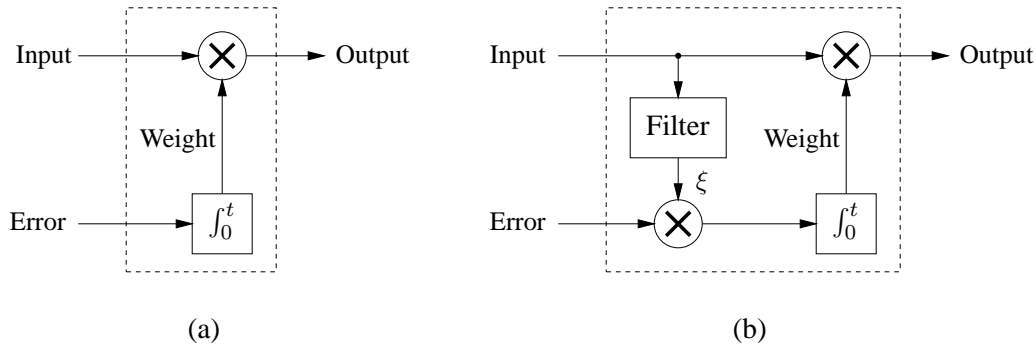 Input
Output
Weight
Error
∫₀ᵗ
(a)
Input
Output
Filter
Weight
ξ
Error
∫₀ᵗ
(b)